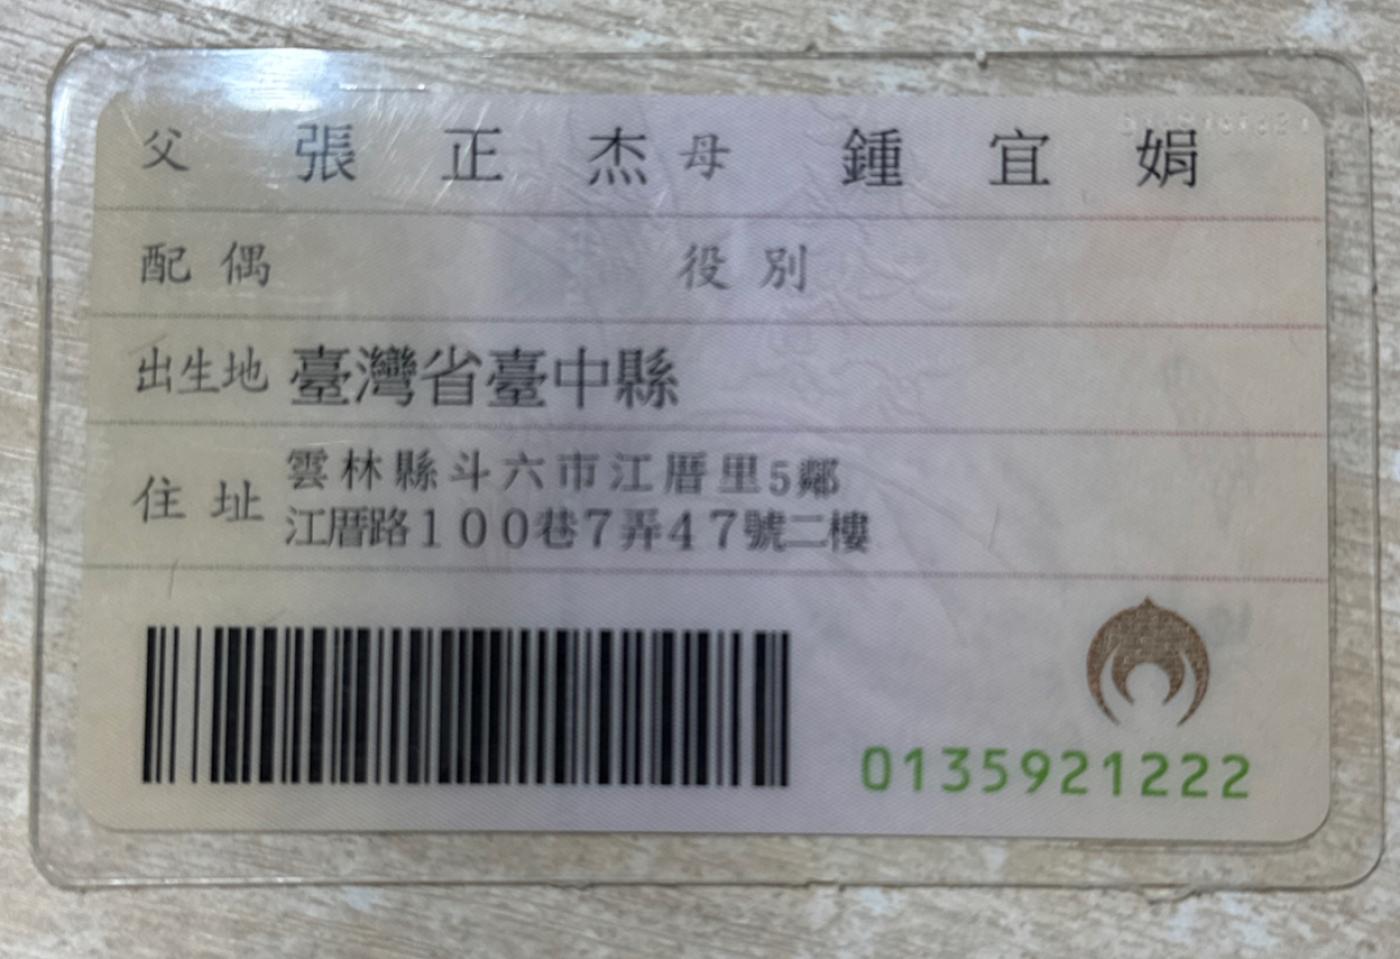 父 張正杰 母 鍾宜娟
配偶 役別
出生地 臺灣省臺中縣
住址 雲林縣斗六市江厝里5鄰
江厝路100巷7弄47號二樓
0135921222